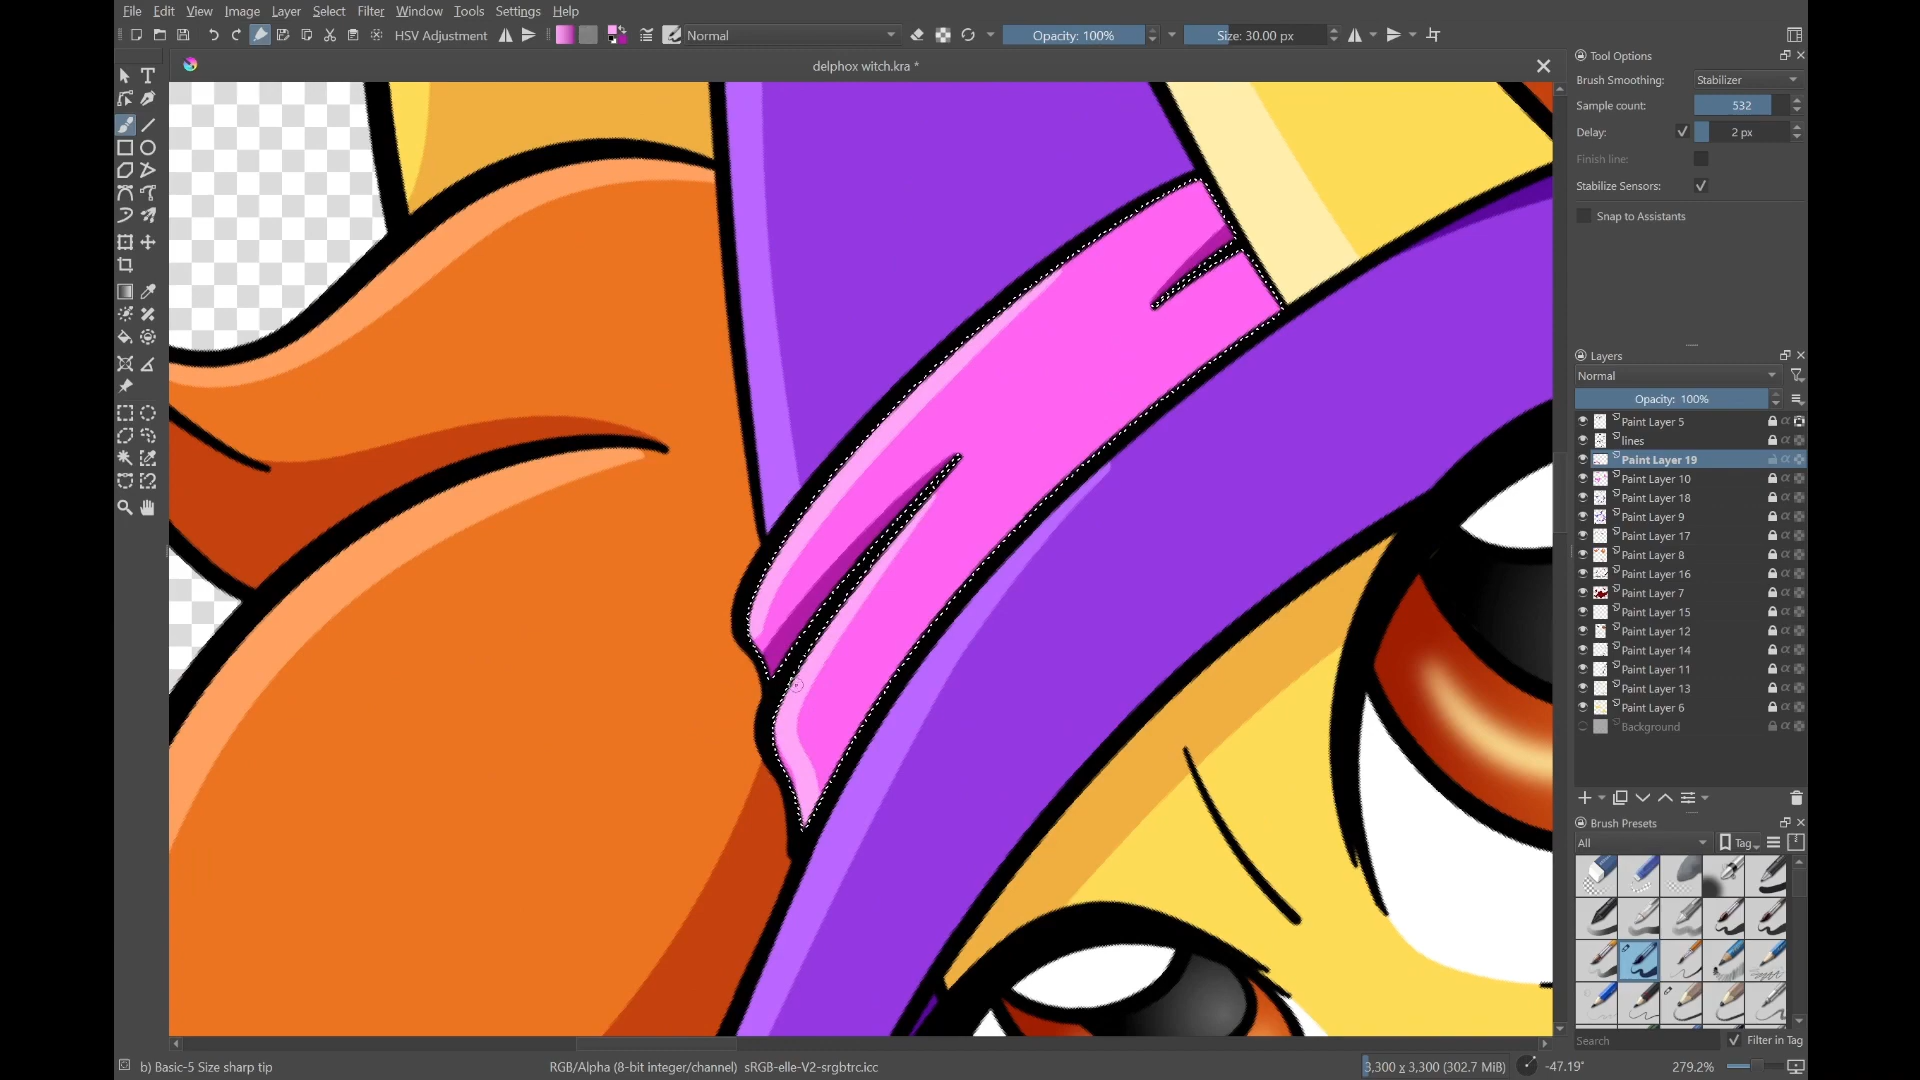 File Edit View Image Layer Select Filter Window Tools Settings Help
HSV Adjustment Normal Opacity: 100% Size: 30.00 px
delphox witch.kra *
Tool Options
Brush Smoothing: Stabilizer
Sample count: 532
Delay: 2 px
Finish line:
Stabilize Sensors:
Snap to Assistants
Layers
Normal
Opacity: 100%
Paint Layer 5
lines
Paint Layer 19
Paint Layer 10
Paint Layer 18
Paint Layer 9
Paint Layer 17
Paint Layer 8
Paint Layer 16
Paint Layer 7
Paint Layer 15
Paint Layer 12
Paint Layer 14
Paint Layer 11
Paint Layer 13
Paint Layer 6
Background
Brush Presets
All Tag
Search Filter in Tag
b) Basic-5 Size sharp tip RGB/Alpha (8-bit integer/channel) sRGB-elle-V2-srgbtrc.icc 3,300 x 3,300 (302.7 MiB) -47.19° 279.2%